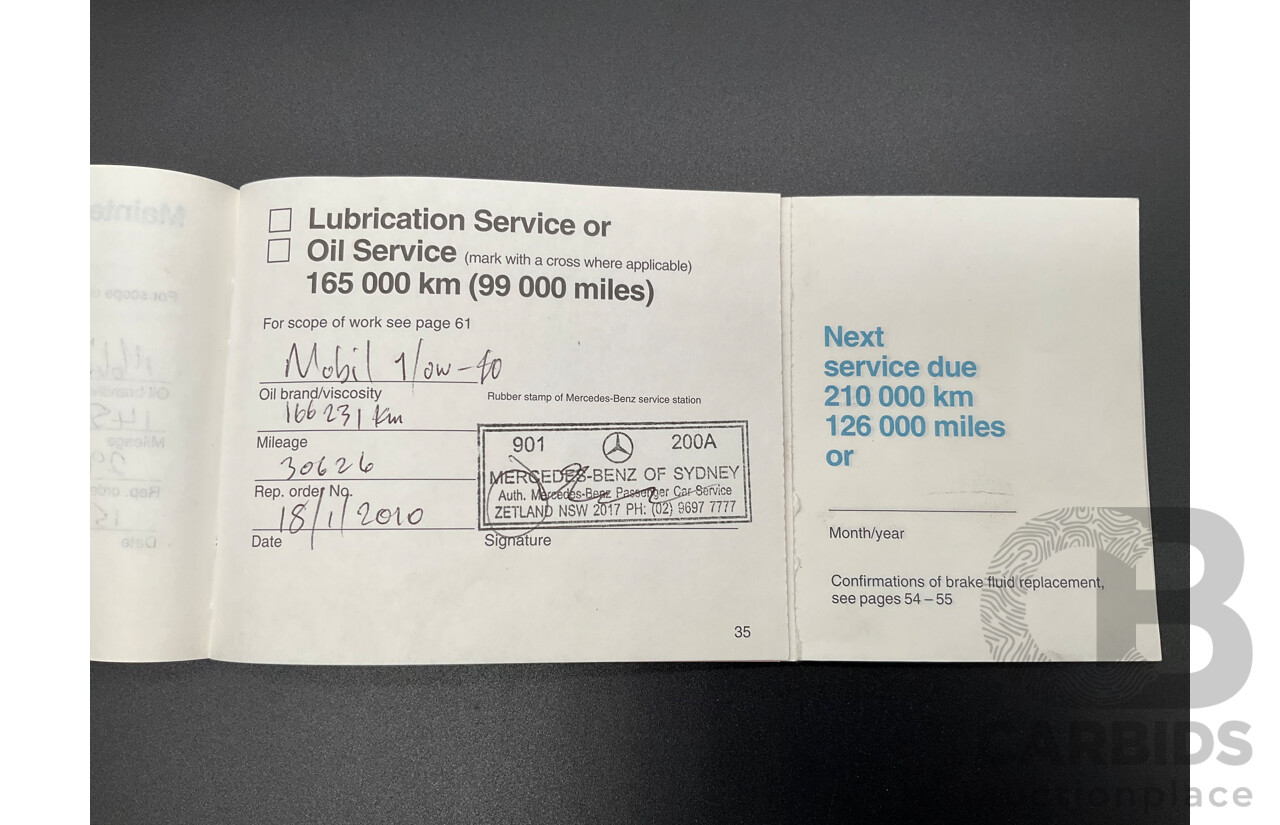 Lubrication Service or
Oil Service (mark with a cross where applicable)
165 000 km (99 000 miles)
For scope of work see page 61
Mobil 1/0W-40
Oil brand/viscosity
Rubber stamp of Mercedes-Benz service station
166231 km
Mileage
30626
Rep. order No.
18/1/2010
Date
901 200A
MERCEDES-BENZ OF SYDNEY
Auth. Mercedes-Benz Passenger Car Service
ZETLAND NSW 2017 PH: (02) 9697 7777
Signature
35
Next
service due
210 000 km
126 000 miles
or
Month/year
Confirmations of brake fluid replacement,
see pages 54 – 55
CARBIDS